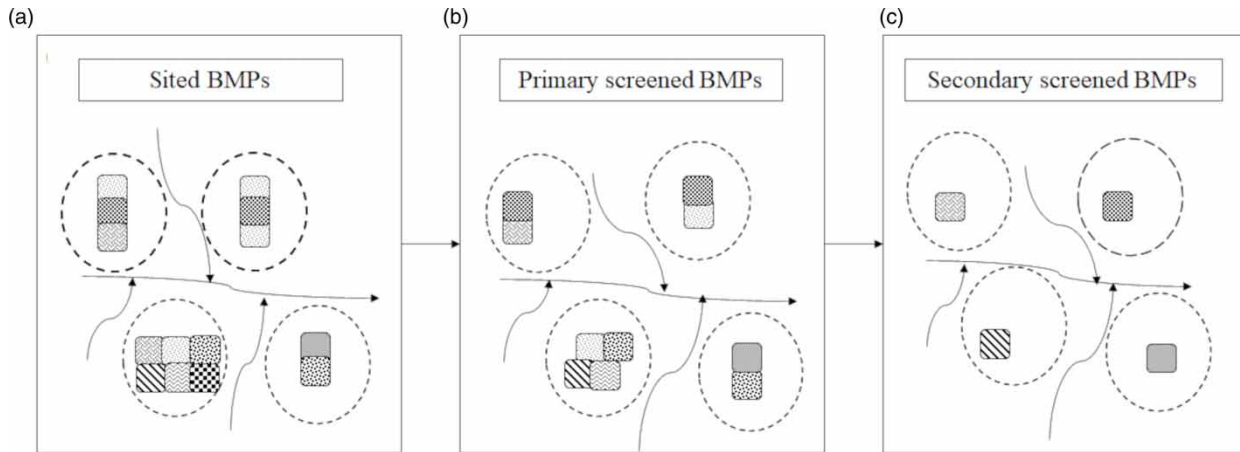 (a)
(b)
(c)
Sited BMPs
Primary screened BMPs
Secondary screened BMPs